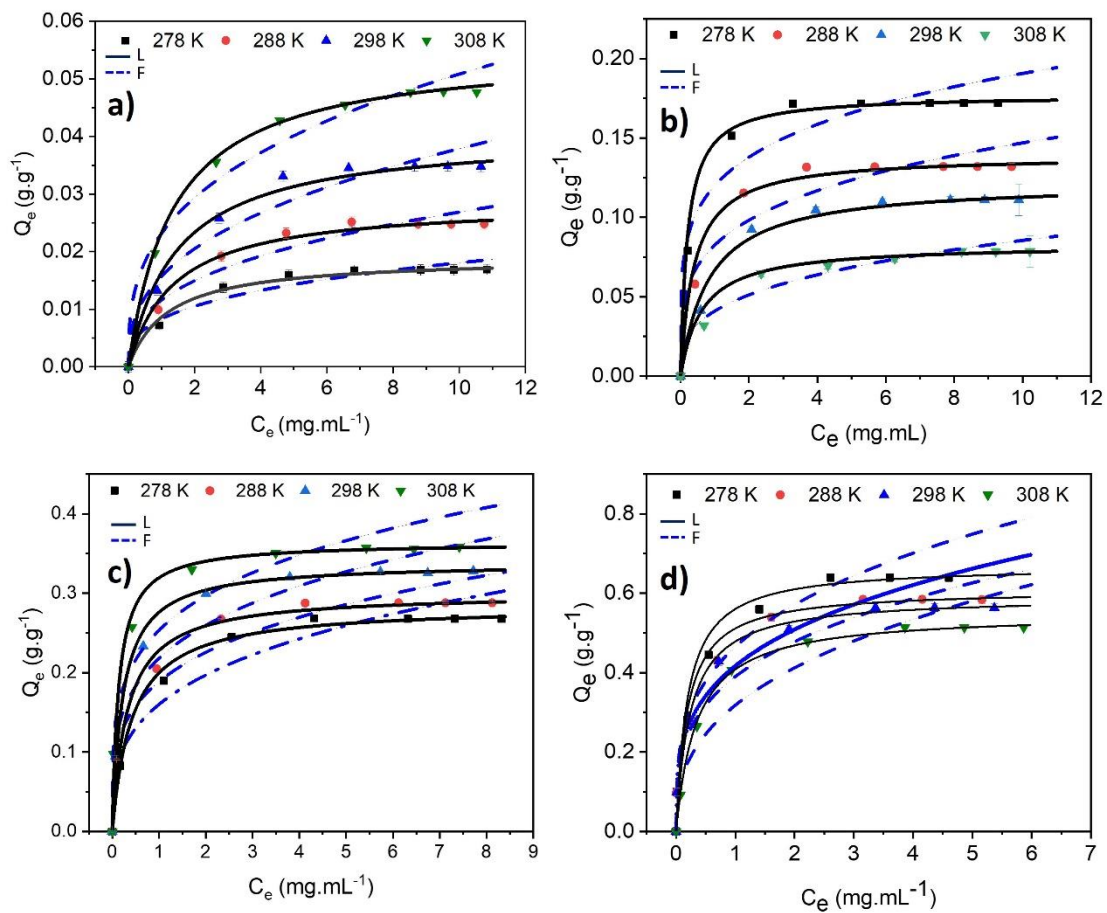 278 K 288 K 298 K 308 K
L
F
a)
0.06
0.05
0.04
0.03
0.02
0.01
0.00
Qe (g.g-1)
0 2 4 6 8 10 12
Ce (mg.mL-1)
278 K 288 K 298 K 308 K
L
F
b)
0.20
0.15
0.10
0.05
0.00
Qe (g.g-1)
0 2 4 6 8 10 12
Ce (mg.mL)
278 K 288 K 298 K 308 K
L
F
c)
0.4
0.3
0.2
0.1
0.0
Qe (g.g-1)
0 1 2 3 4 5 6 7 8 9
Ce (mg.mL-1)
278 K 288 K 298 K 308 K
L
F
d)
0.8
0.6
0.4
0.2
0.0
Qe (g.g-1)
0 1 2 3 4 5 6 7
Ce (mg.mL-1)